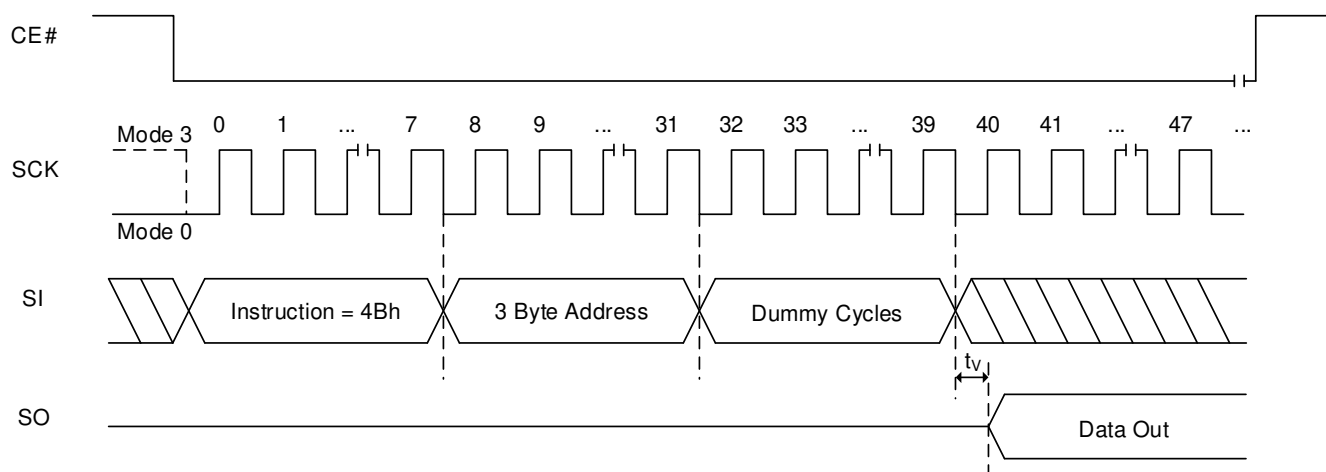 CE#
Mode 3 0 1 ... 7 8 9 ... 31 32 33 ... 39 40 41 ... 47 ...
SCK
Mode 0
SI Instruction = 4Bh 3 Byte Address Dummy Cycles
tV
SO Data Out